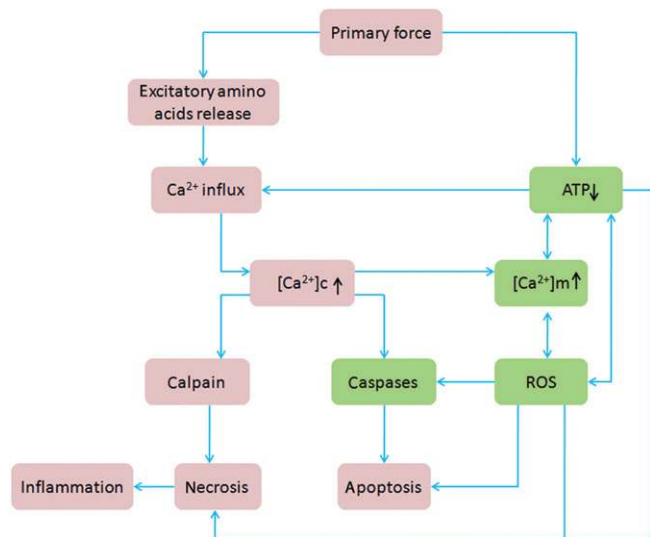 Primary force
Excitatory amino
acids release
Ca²⁺ influx
ATP↓
[Ca²⁺]c ↑
[Ca²⁺]m↑
Calpain
Caspases
ROS
Inflammation
Necrosis
Apoptosis